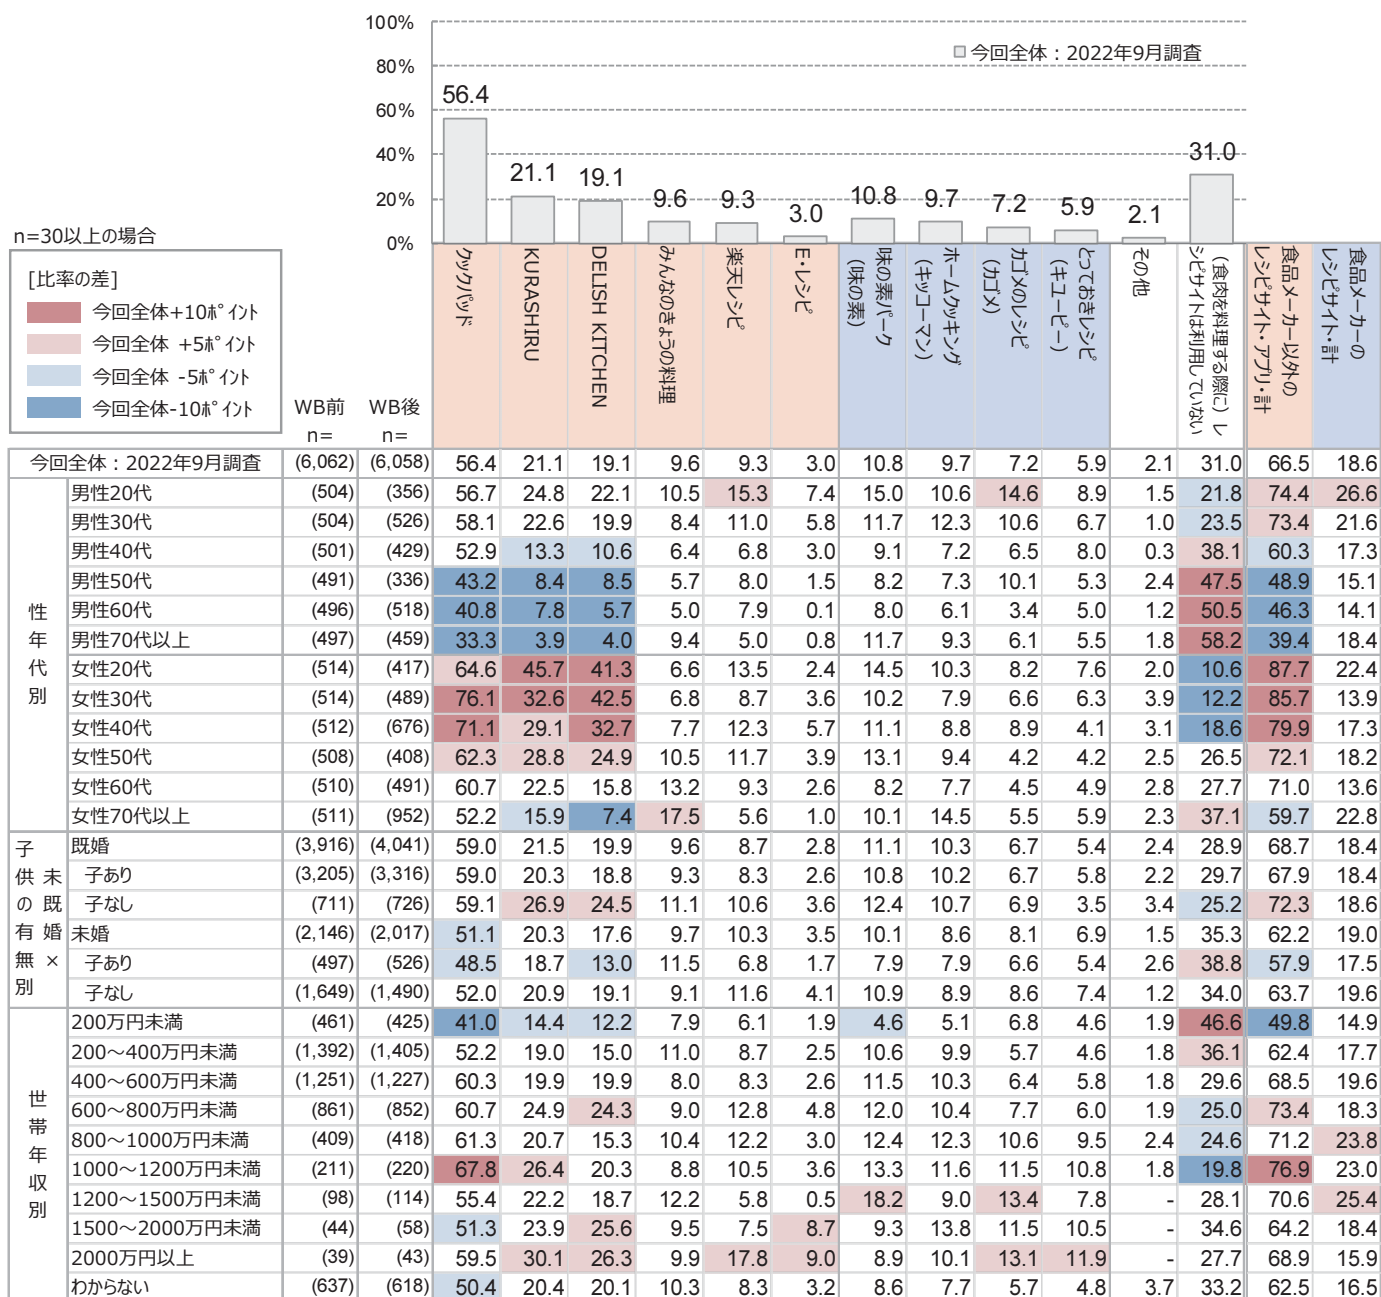 100%
80%
60%
40%
20%
0%
今回全体：2022年9月調査
56.4
21.1
19.1
9.6
9.3
3.0
10.8
9.7
7.2
5.9
2.1
31.0
n=30以上の場合
[比率の差]
今回全体+10ポイント
今回全体 +5ポイント
今回全体 -5ポイント
今回全体-10ポイント
WB前 n=
WB後 n=
クックパッド
KURASHIRU
DELISH KITCHEN
みんなのきょうの料理
楽天レシピ
E・レシピ
味の素パーク
(味の素)
ホームクッキング
(キッコーマン)
カゴメのレシピ
(カゴメ)
とっておきレシピ
(キユーピー)
その他
(食肉を料理する際に) レ
シピサイトは利用していない
食品メーカー以外の
レシピサイト・アプリ・計
食品メーカーの
レシピサイト・計
今回全体：2022年9月調査 (6,062) (6,058) 56.4 21.1 19.1 9.6 9.3 3.0 10.8 9.7 7.2 5.9 2.1 31.0 66.5 18.6
性年代別
男性20代 (504) (356) 56.7 24.8 22.1 10.5 15.3 7.4 15.0 10.6 14.6 8.9 1.5 21.8 74.4 26.6
男性30代 (504) (526) 58.1 22.6 19.9 8.4 11.0 5.8 11.7 12.3 10.6 6.7 1.0 23.5 73.4 21.6
男性40代 (501) (429) 52.9 13.3 10.6 6.4 6.8 3.0 9.1 7.2 6.5 8.0 0.3 38.1 60.3 17.3
男性50代 (491) (336) 43.2 8.4 8.5 5.7 8.0 1.5 8.2 7.3 10.1 5.3 2.4 47.5 48.9 15.1
男性60代 (496) (518) 40.8 7.8 5.7 5.0 7.9 0.1 8.0 6.1 3.4 5.0 1.2 50.5 46.3 14.1
男性70代以上 (497) (459) 33.3 3.9 4.0 9.4 5.0 0.8 11.7 9.3 6.1 5.5 1.8 58.2 39.4 18.4
女性20代 (514) (417) 64.6 45.7 41.3 6.6 13.5 2.4 14.5 10.3 8.2 7.6 2.0 10.6 87.7 22.4
女性30代 (514) (489) 76.1 32.6 42.5 6.8 8.7 3.6 10.2 7.9 6.6 6.3 3.9 12.2 85.7 13.9
女性40代 (512) (676) 71.1 29.1 32.7 7.7 12.3 5.7 11.1 8.8 8.9 4.1 3.1 18.6 79.9 17.3
女性50代 (508) (408) 62.3 28.8 24.9 10.5 11.7 3.9 13.1 9.4 4.2 4.2 2.5 26.5 72.1 18.2
女性60代 (510) (491) 60.7 22.5 15.8 13.2 9.3 2.6 8.2 7.7 4.5 4.9 2.8 27.7 71.0 13.6
女性70代以上 (511) (952) 52.2 15.9 7.4 17.5 5.6 1.0 10.1 14.5 5.5 5.9 2.3 37.1 59.7 22.8
未既婚×
子供の有無別
既婚 (3,916) (4,041) 59.0 21.5 19.9 9.6 8.7 2.8 11.1 10.3 6.7 5.4 2.4 28.9 68.7 18.4
子あり (3,205) (3,316) 59.0 20.3 18.8 9.3 8.3 2.6 10.8 10.2 6.7 5.8 2.2 29.7 67.9 18.4
子なし (711) (726) 59.1 26.9 24.5 11.1 10.6 3.6 12.4 10.7 6.9 3.5 3.4 25.2 72.3 18.6
未婚 (2,146) (2,017) 51.1 20.3 17.6 9.7 10.3 3.5 10.1 8.6 8.1 6.9 1.5 35.3 62.2 19.0
子あり (497) (526) 48.5 18.7 13.0 11.5 6.8 1.7 7.9 7.9 6.6 5.4 2.6 38.8 57.9 17.5
子なし (1,649) (1,490) 52.0 20.9 19.1 9.1 11.6 4.1 10.9 8.9 8.6 7.4 1.2 34.0 63.7 19.6
世帯年収別
200万円未満 (461) (425) 41.0 14.4 12.2 7.9 6.1 1.9 4.6 5.1 6.8 4.6 1.9 46.6 49.8 14.9
200～400万円未満 (1,392) (1,405) 52.2 19.0 15.0 11.0 8.7 2.5 10.6 9.9 5.7 4.6 1.8 36.1 62.4 17.7
400～600万円未満 (1,251) (1,227) 60.3 19.9 19.9 8.0 8.3 2.6 11.5 10.3 6.4 5.8 1.8 29.6 68.5 19.6
600～800万円未満 (861) (852) 60.7 24.9 24.3 9.0 12.8 4.8 12.0 10.4 7.7 6.0 1.9 25.0 73.4 18.3
800～1000万円未満 (409) (418) 61.3 20.7 15.3 10.4 12.2 3.0 12.4 12.3 10.6 9.5 2.4 24.6 71.2 23.8
1000～1200万円未満 (211) (220) 67.8 26.4 20.3 8.8 10.5 3.6 13.3 11.6 11.5 10.8 1.8 19.8 76.9 23.0
1200～1500万円未満 (98) (114) 55.4 22.2 18.7 12.2 5.8 0.5 18.2 9.0 13.4 7.8 - 28.1 70.6 25.4
1500～2000万円未満 (44) (58) 51.3 23.9 25.6 9.5 7.5 8.7 9.3 13.8 11.5 10.5 - 34.6 64.2 18.4
2000万円以上 (39) (43) 59.5 30.1 26.3 9.9 17.8 9.0 8.9 10.1 13.1 11.9 - 27.7 68.9 15.9
わからない (637) (618) 50.4 20.4 20.1 10.3 8.3 3.2 8.6 7.7 5.7 4.8 3.7 33.2 62.5 16.5